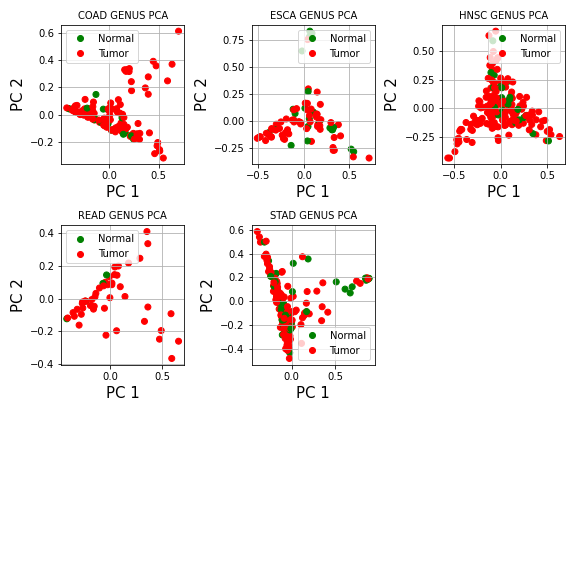 COAD GENUS PCA
ESCA GENUS PCA
HNSC GENUS PCA
Normal
Tumor
Normal
Tumor
Normal
Tumor
0.6
0.4
0.2
0.0
−0.2
0.75
0.50
0.25
0.00
−0.25
0.50
0.25
0.00
−0.25
PC 2
PC 2
PC 2
0.0
0.5
−0.5
0.0
0.5
−0.5
0.0
0.5
PC 1
PC 1
PC 1
READ GENUS PCA
STAD GENUS PCA
Normal
Tumor
0.4
0.2
0.0
−0.2
−0.4
0.6
0.4
0.2
0.0
−0.2
−0.4
PC 2
PC 2
Normal
Tumor
0.0
0.5
0.0
0.5
PC 1
PC 1